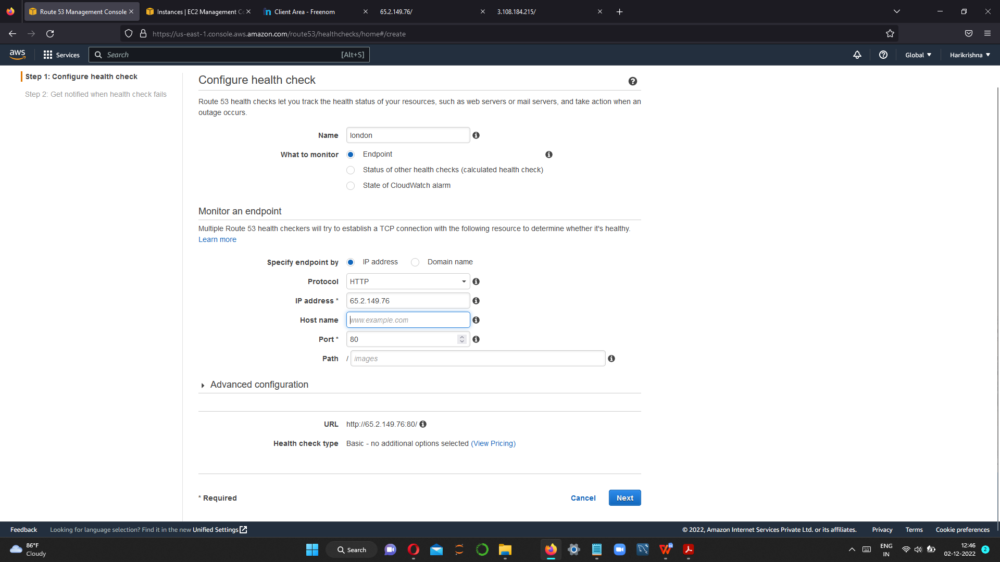 Route 53 Management Console
Instances | EC2 Management Co
Client Area - Freenom
65.2.149.76/
3.108.184.215/
https://us-east-1.console.aws.amazon.com/route53/healthchecks/home#/create
aws
Services
Search
[Alt+S]
Global
Harikrishna
Step 1: Configure health check
Step 2: Get notified when health check fails
Configure health check
Route 53 health checks let you track the health status of your resources, such as web servers or mail servers, and take action when an
outage occurs.
Name
london
What to monitor
Endpoint
Status of other health checks (calculated health check)
State of CloudWatch alarm
Monitor an endpoint
Multiple Route 53 health checkers will try to establish a TCP connection with the following resource to determine whether it's healthy.
Learn more
Specify endpoint by
IP address
Domain name
Protocol
HTTP
IP address *
65.2.149.76
Host name
www.example.com
Port *
80
Path
/
images
Advanced configuration
URL
http://65.2.149.76:80/
Health check type
Basic - no additional options selected (View Pricing)
* Required
Cancel
Next
Feedback
Looking for language selection? Find it in the new Unified Settings
© 2022, Amazon Internet Services Private Ltd. or its affiliates.
Privacy
Terms
Cookie preferences
86°F
Cloudy
Search
ENG
IN
12:46
02-12-2022
2